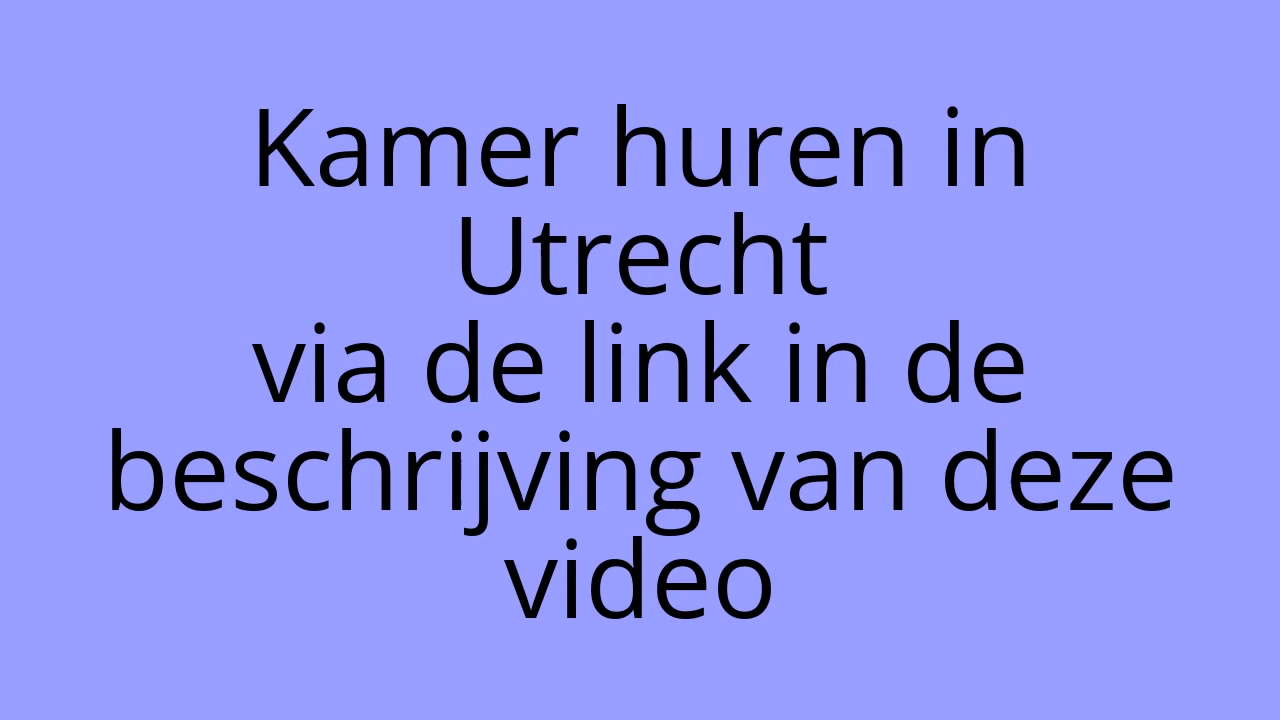 Kamer huren in
Utrecht
via de link in de
beschrijving van deze
video